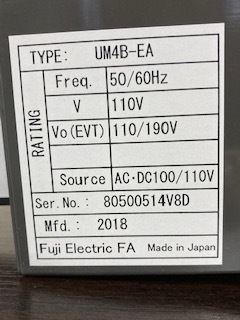 TYPE: UM4B-EA
RATING
Freq. 50/60Hz
V 110V
Vo(EVT) 110/190V
Source AC·DC100/110V
Ser.No.: 80500514V8D
Mfd.: 2018
Fuji Electric FA Made in Japan